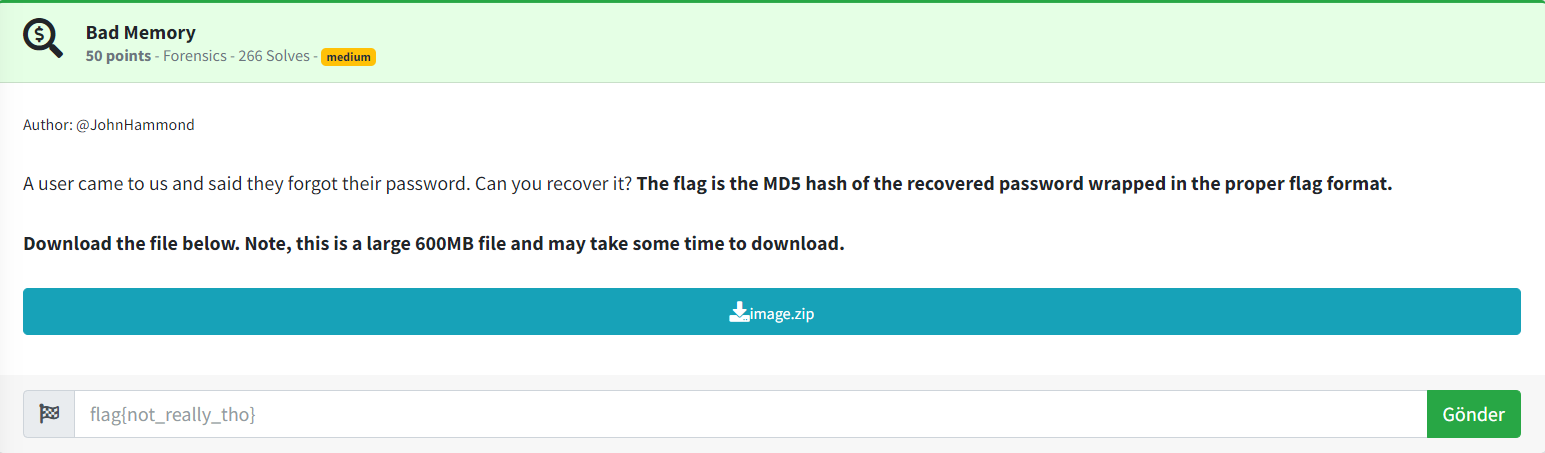 Bad Memory
50 points - Forensics - 266 Solves - medium
Author: @JohnHammond
A user came to us and said they forgot their password. Can you recover it? The flag is the MD5 hash of the recovered password wrapped in the proper flag format.
Download the file below. Note, this is a large 600MB file and may take some time to download.
image.zip
flag{not_really_tho}
Gönder